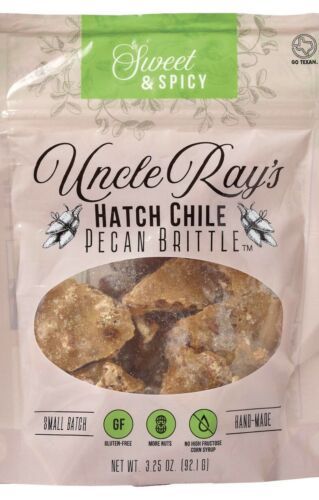 Sweet
& SPICY
GO TEXAN.
Uncle Ray's
HATCH CHILE
PECAN BRITTLE™
SMALL BATCH
HAND-MADE
GF
GLUTEN-FREE
MORE NUTS
NO HIGH FRUCTOSE
CORN SYRUP
NET WT. 3.25 OZ. (92.1 G)